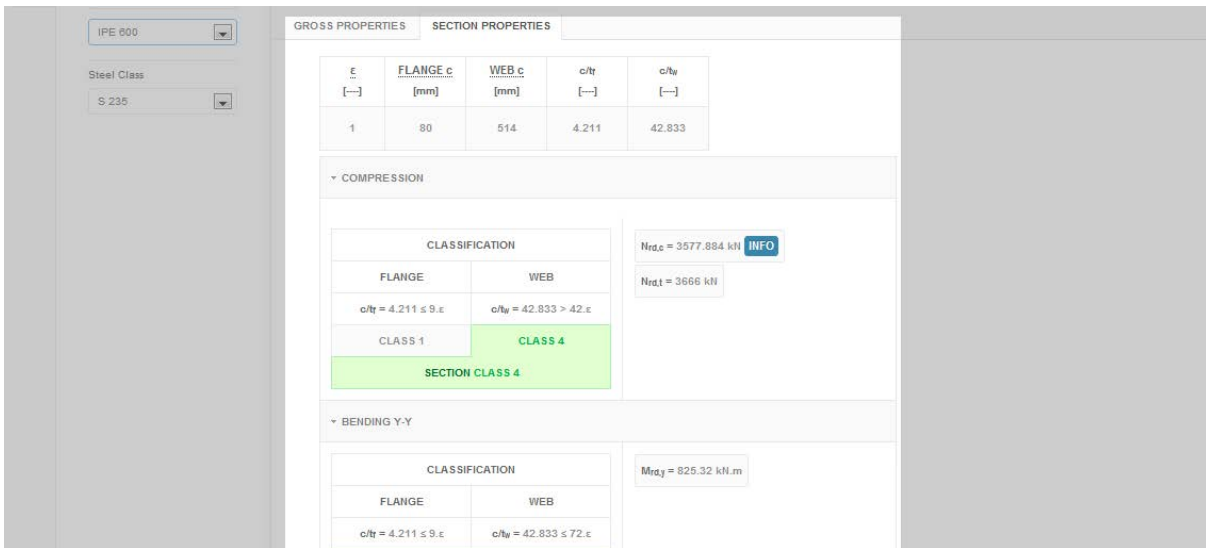 IPE 600
GROSS PROPERTIES SECTION PROPERTIES
Steel Class
S 235
ε FLANGE c WEB c c/tf c/tw
[---] [mm] [mm] [---] [---]
1 80 514 4.211 42.833
COMPRESSION
CLASSIFICATION
FLANGE WEB
c/tf = 4.211 ≤ 9.ε c/tw = 42.833 > 42.ε
CLASS 1 CLASS 4
SECTION CLASS 4
Nrd,c = 3577.884 kN INFO
Nrd,t = 3666 kN
BENDING Y-Y
CLASSIFICATION
FLANGE WEB
c/tf = 4.211 ≤ 9.ε c/tw = 42.833 ≤ 72.ε
Mrd,y = 825.32 kN.m